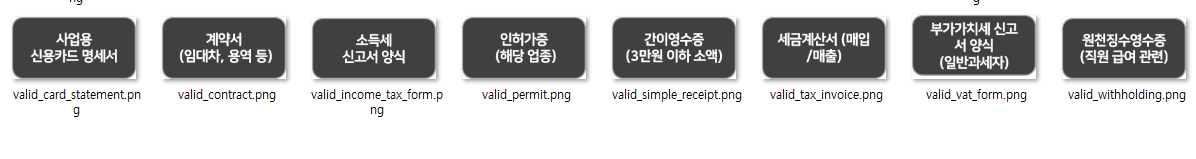 사업용
신용카드 명세서
valid_card_statement.pn
g
계약서
(임대차, 용역 등)
valid_contract.png
소득세
신고서 양식
valid_income_tax_form.p
ng
인허가증
(해당 업종)
valid_permit.png
간이영수증
(3만원 이하 소액)
valid_simple_receipt.png
세금계산서 (매입
/매출)
valid_tax_invoice.png
부가가치세 신고
서 양식
(일반과세자)
valid_vat_form.png
원천징수영수증
(직원 급여 관련)
valid_withholding.png